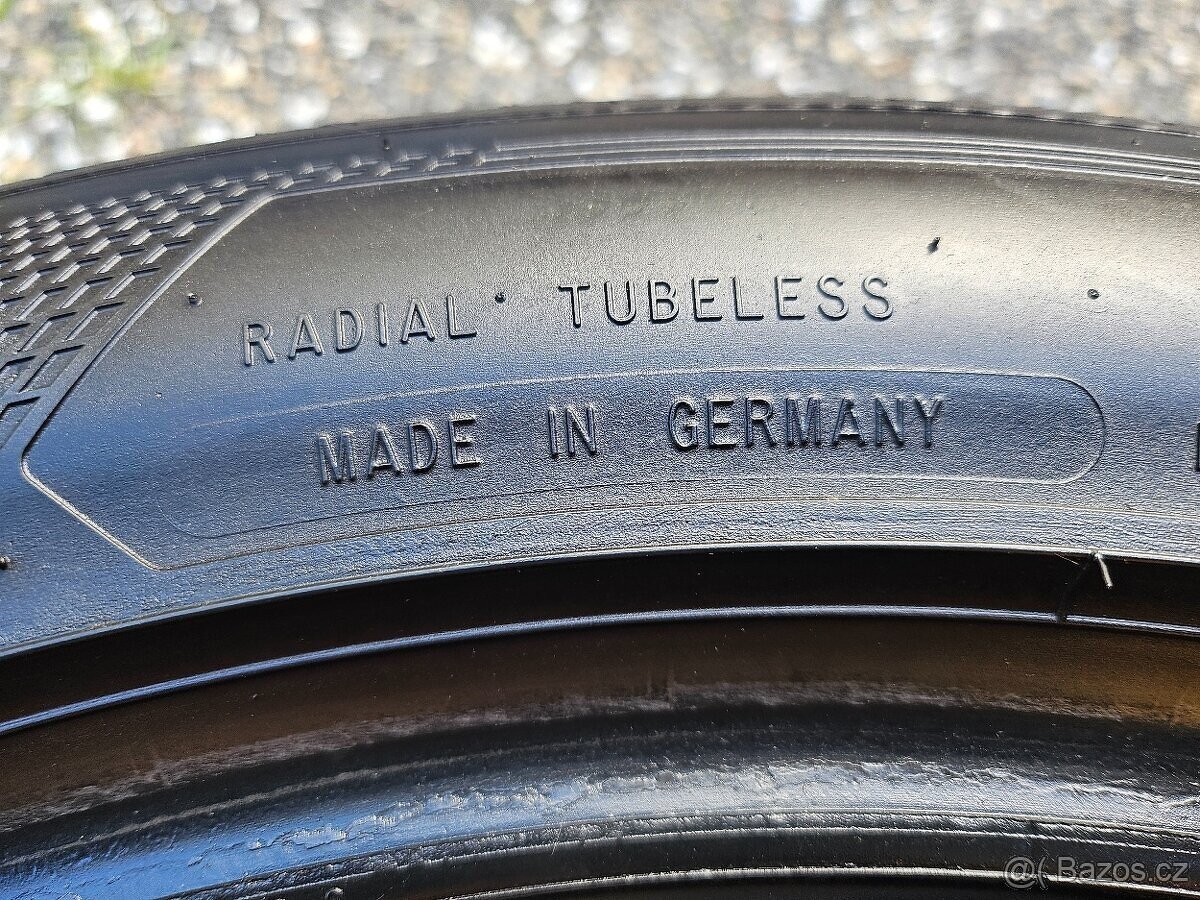 RADIAL TUBELESS
MADE IN GERMANY
@( Bazos.cz